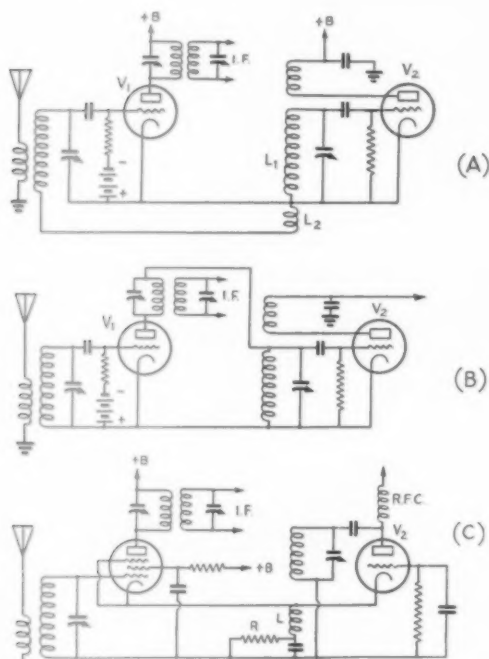 +B
V1
I.F.
+B
V2
L1
L2
- +
(A)
V1
I.F.
V2
- +
(B)
+B
I.F.
+B
R
L
R.F.C.
V2
(C)